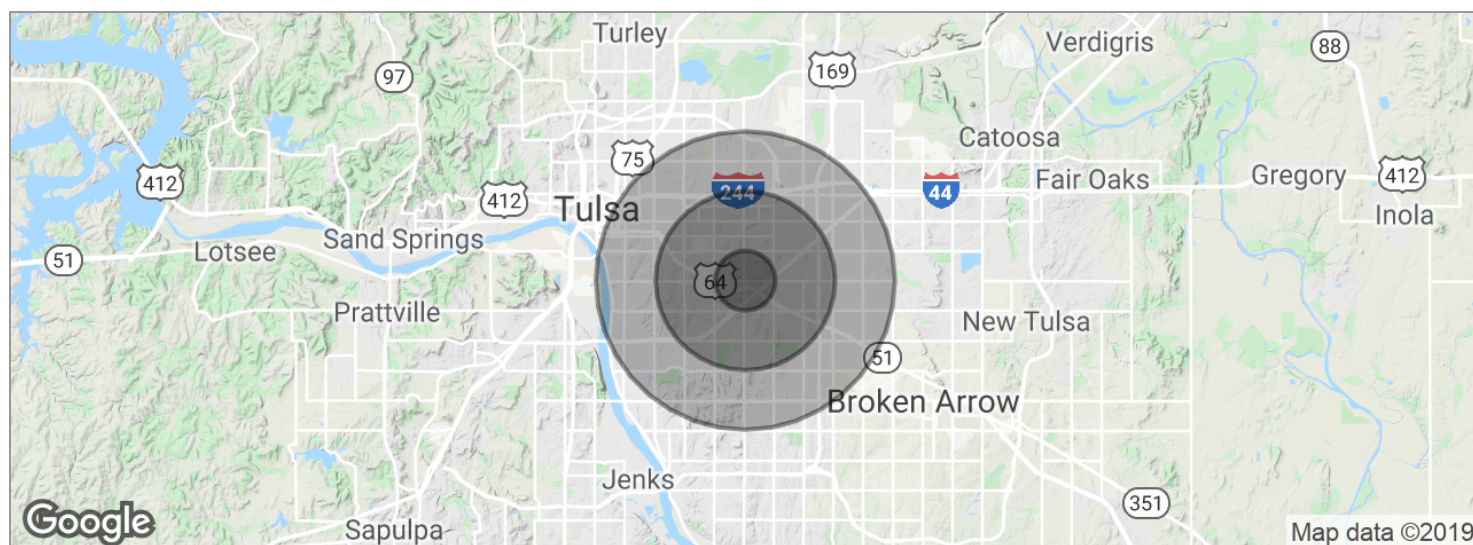 Turley
Verdigris
88
169
97
Catoosa
75
Fair Oaks
Gregory
412
412
244
44
412
Tulsa
Inola
Sand Springs
Lotsee
51
64
Prattville
New Tulsa
51
Broken Arrow
Jenks
351
Google
Sapulpa
Map data ©2019